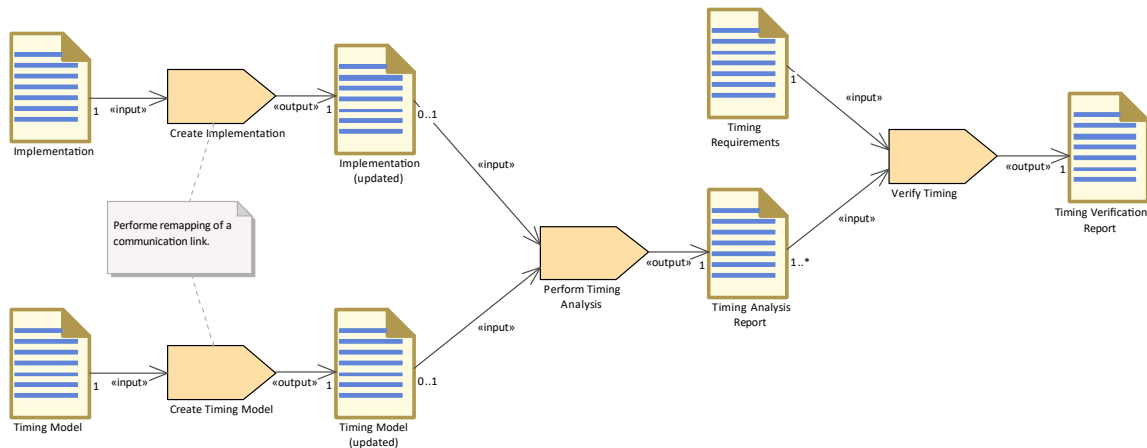 Implementation
1
«input»
Create Implementation
«output»
1
Implementation
(updated)
0..1
«input»
Performe remapping of a
communication link.
Timing Model
1
«input»
Create Timing Model
«output»
1
Timing Model
(updated)
0..1
«input»
Perform Timing
Analysis
«output»
1
Timing
Requirements
1
«input»
Timing Analysis
Report
1..*
«input»
Verify Timing
«output»
1
Timing Verification
Report